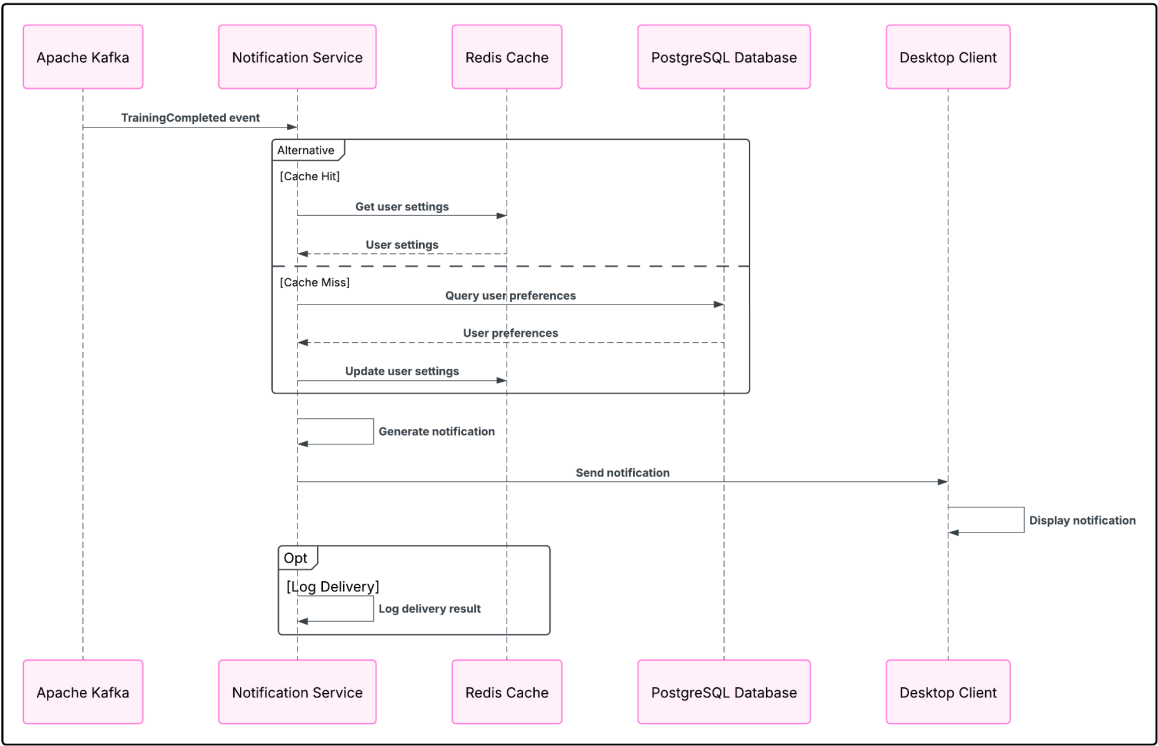 Apache Kafka
Notification Service
Redis Cache
PostgreSQL Database
Desktop Client
TrainingCompleted event
Alternative
[Cache Hit]
Get user settings
User settings
[Cache Miss]
Query user preferences
User preferences
Update user settings
Generate notification
Send notification
Display notification
Opt
[Log Delivery]
Log delivery result
Apache Kafka
Notification Service
Redis Cache
PostgreSQL Database
Desktop Client